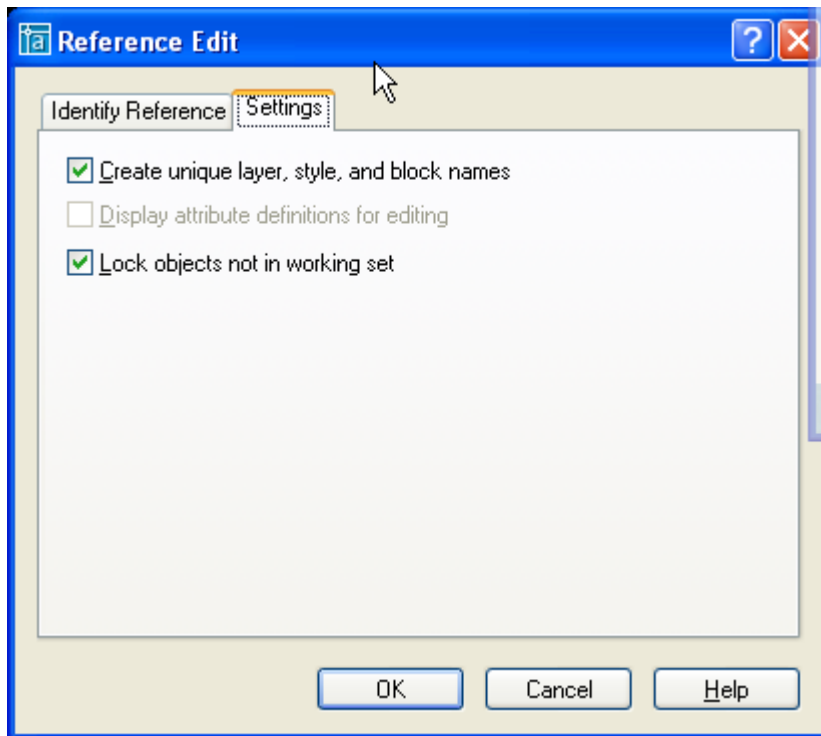 Reference Edit
Identify Reference Settings
Create unique layer, style, and block names
Display attribute definitions for editing
Lock objects not in working set
OK Cancel Help